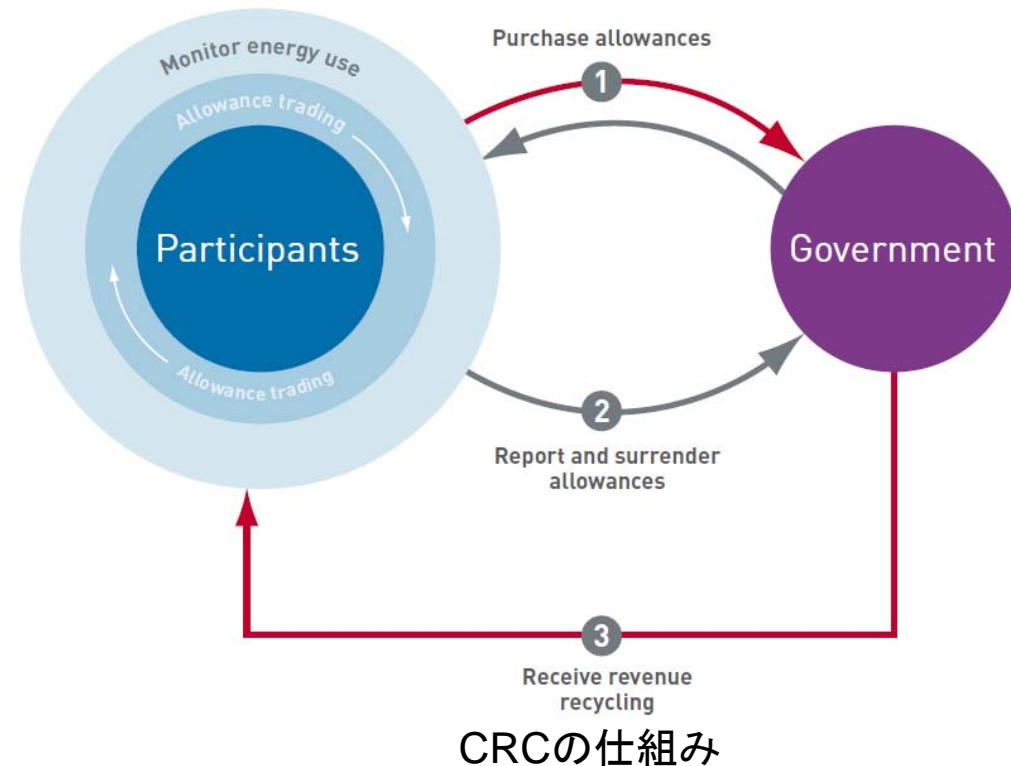 Purchase allowances
1
Monitor energy use
Allowance trading
Participants
Government
Allowance trading
2
Report and surrender
allowances
3
Receive revenue
recycling
CRCの仕組み